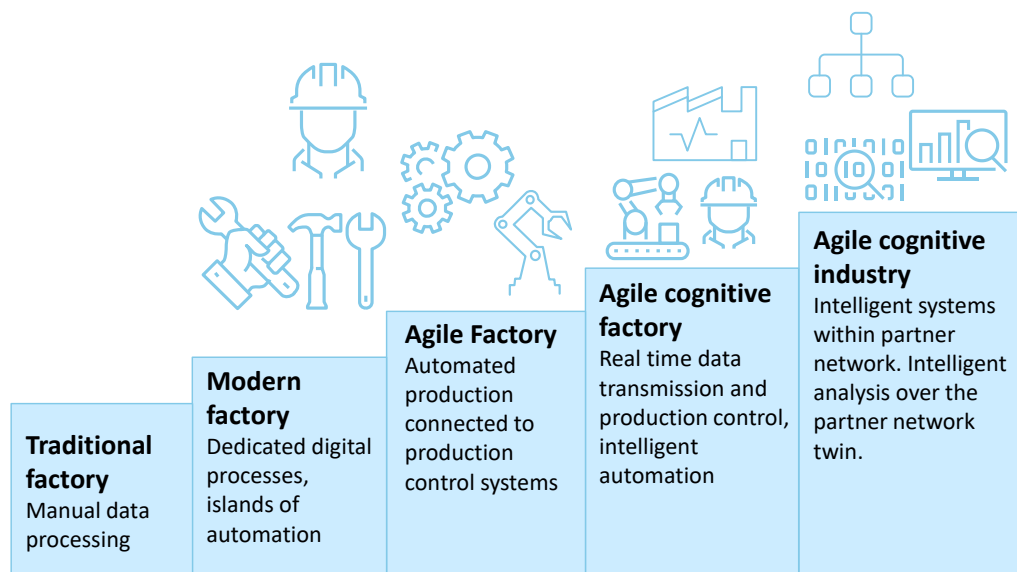 Traditional
factory
Manual data
processing
Modern
factory
Dedicated digital
processes,
islands of
automation
Agile Factory
Automated
production
connected to
production
control systems
Agile cognitive
factory
Real time data
transmission and
production control,
intelligent
automation
Agile cognitive
industry
Intelligent systems
within partner
network. Intelligent
analysis over the
partner network
twin.